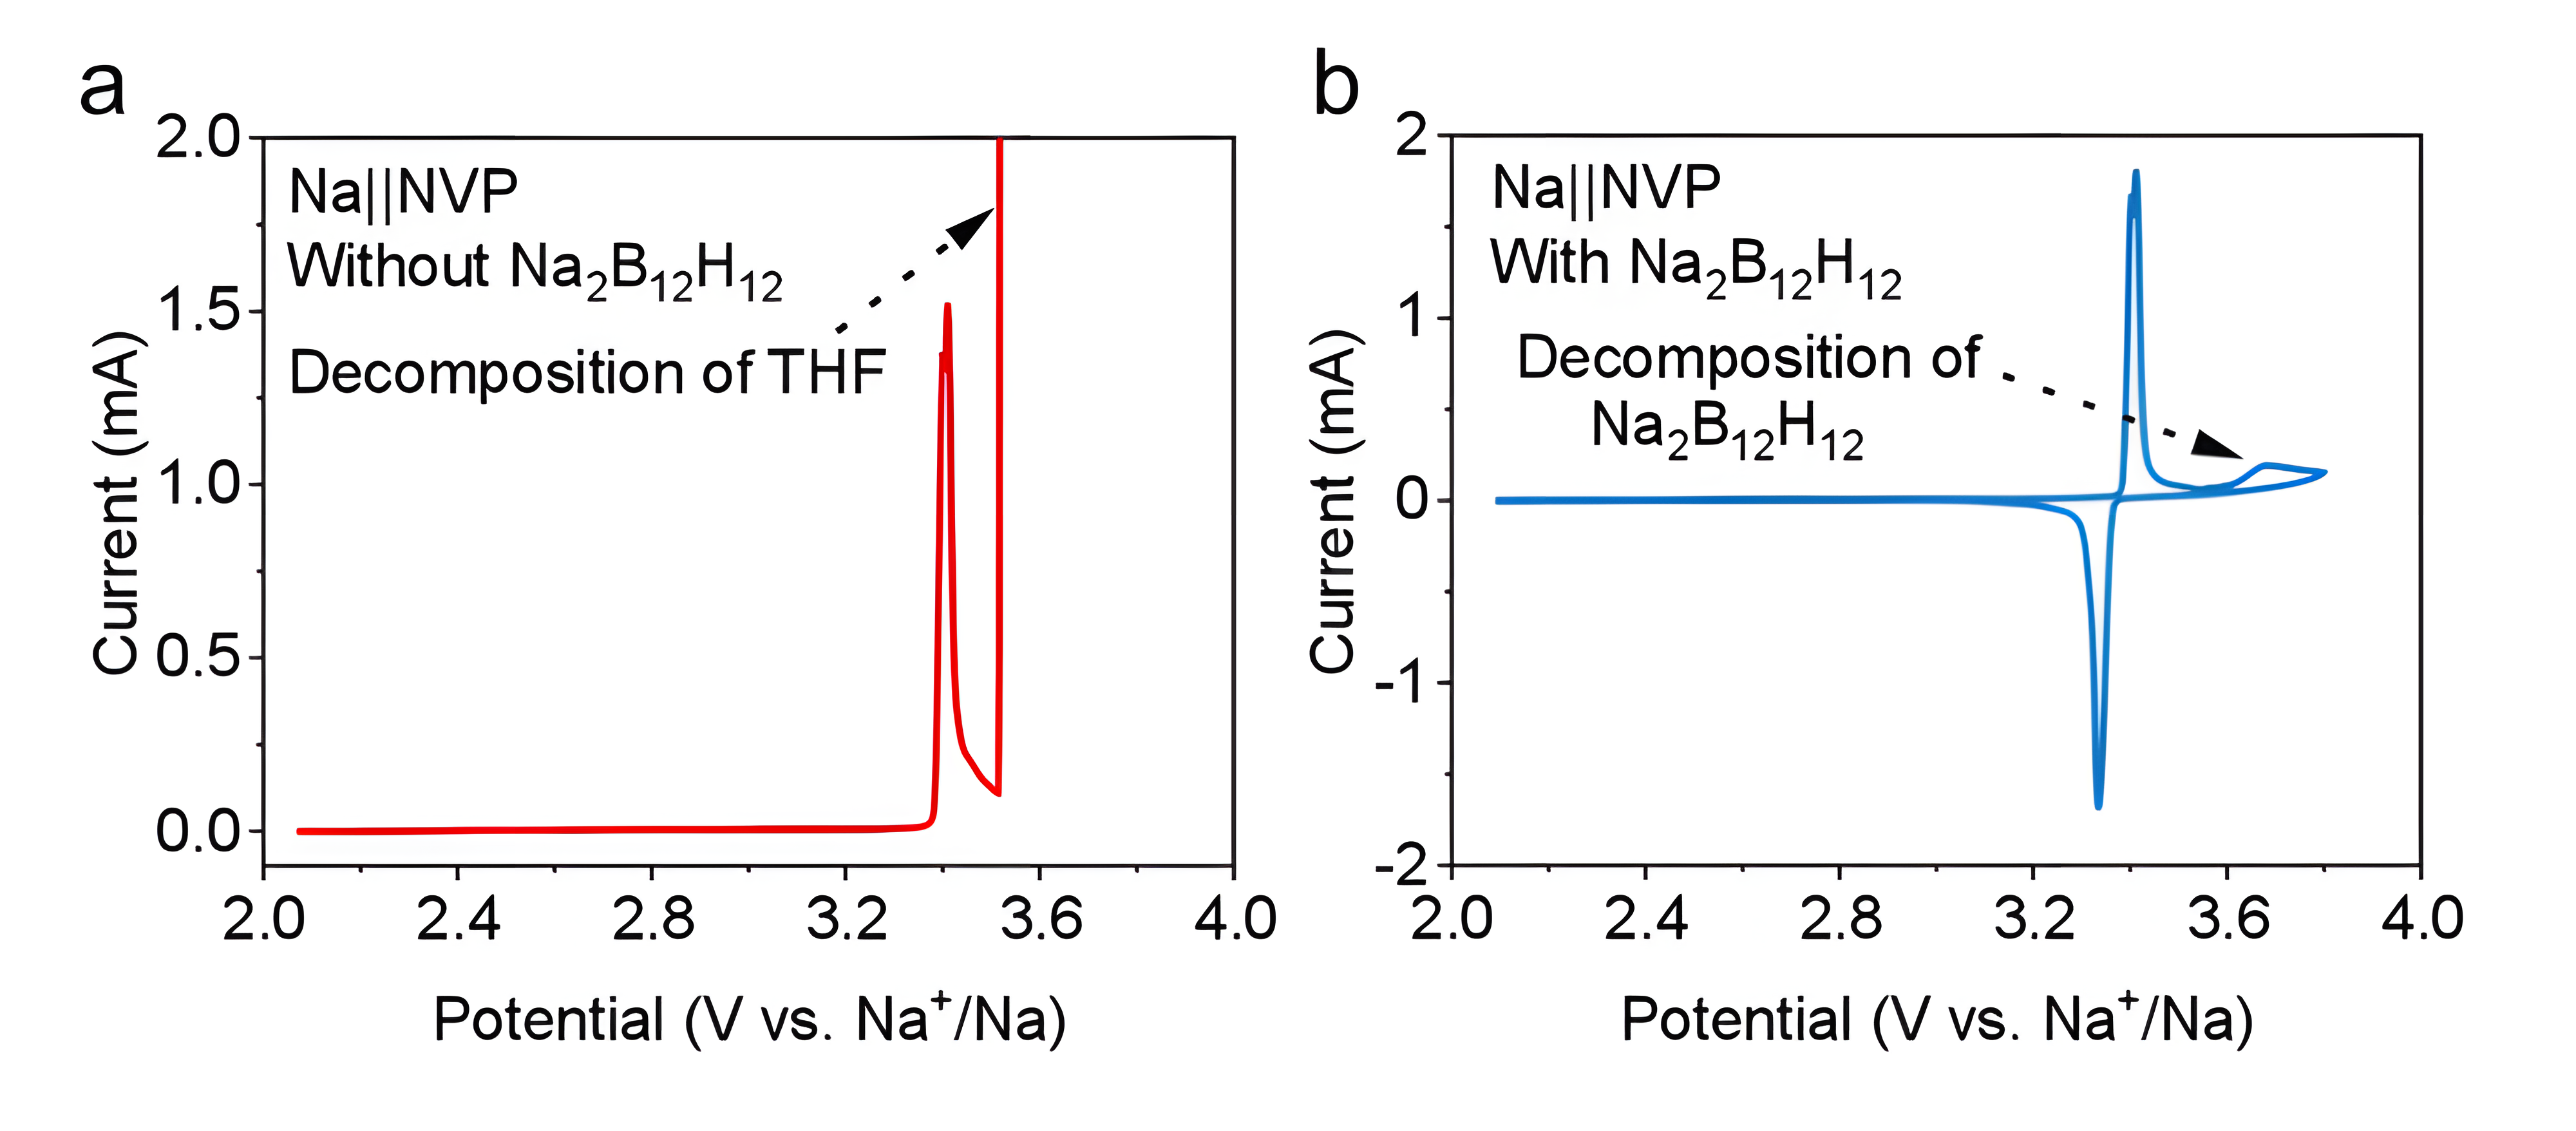 a
Na||NVP
Without Na₂B₁₂H₁₂
Decomposition of THF
2.0
1.5
1.0
0.5
0.0
Current (mA)
2.0 2.4 2.8 3.2 3.6 4.0
Potential (V vs. Na⁺/Na)
b
Na||NVP
With Na₂B₁₂H₁₂
Decomposition of
Na₂B₁₂H₁₂
2
1
0
-1
-2
Current (mA)
2.0 2.4 2.8 3.2 3.6 4.0
Potential (V vs. Na⁺/Na)